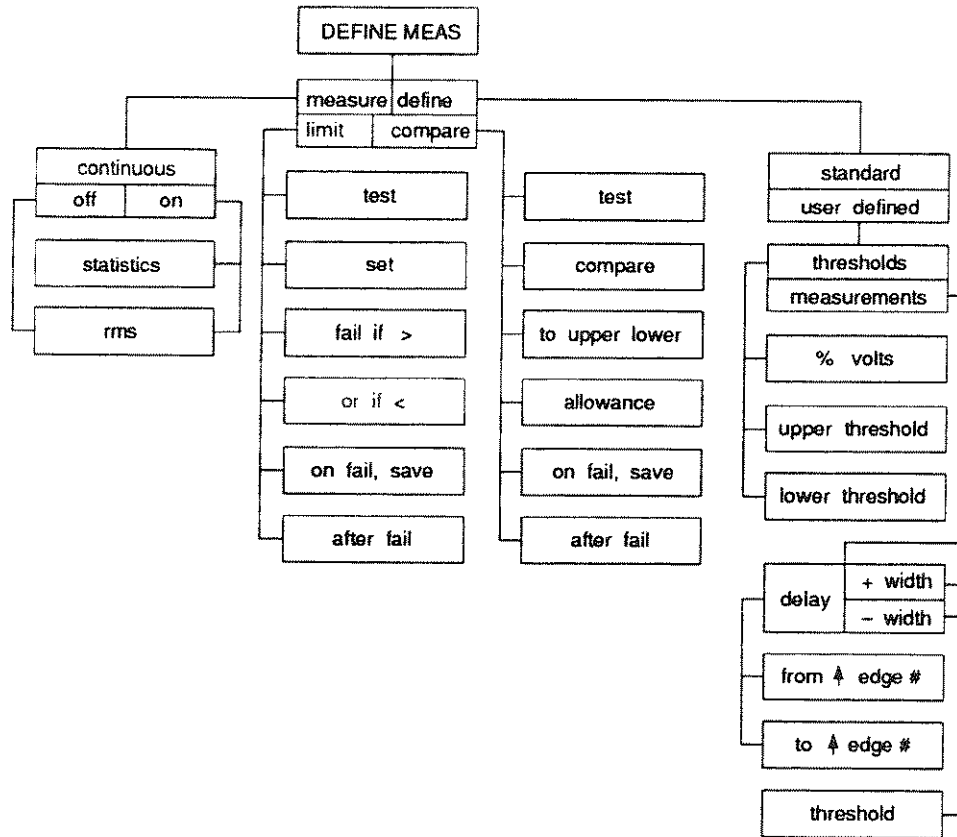 DEFINE MEAS
measure define
limit compare
continuous
off on
statistics
rms
test
set
fail if >
or if <
on fail, save
after fail
test
compare
to upper lower
allowance
on fail, save
after fail
standard
user defined
thresholds
measurements
% volts
upper threshold
lower threshold
delay
+ width
− width
from ↑ edge #
to ↑ edge #
threshold